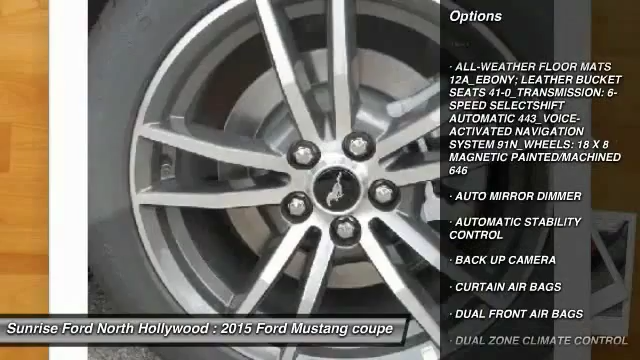 Options
· ALL-WEATHER FLOOR MATS
12A_EBONY; LEATHER BUCKET
SEATS 41-0_TRANSMISSION: 6-
SPEED SELECTSHIFT
AUTOMATIC 443_VOICE-
ACTIVATED NAVIGATION
SYSTEM 91N_WHEELS: 18 X 8
MAGNETIC PAINTED/MACHINED
646
· AUTO MIRROR DIMMER
· AUTOMATIC STABILITY
CONTROL
· BACK UP CAMERA
· CURTAIN AIR BAGS
· DUAL FRONT AIR BAGS
· DUAL ZONE CLIMATE CONTROL
Sunrise Ford North Hollywood : 2015 Ford Mustang coupe